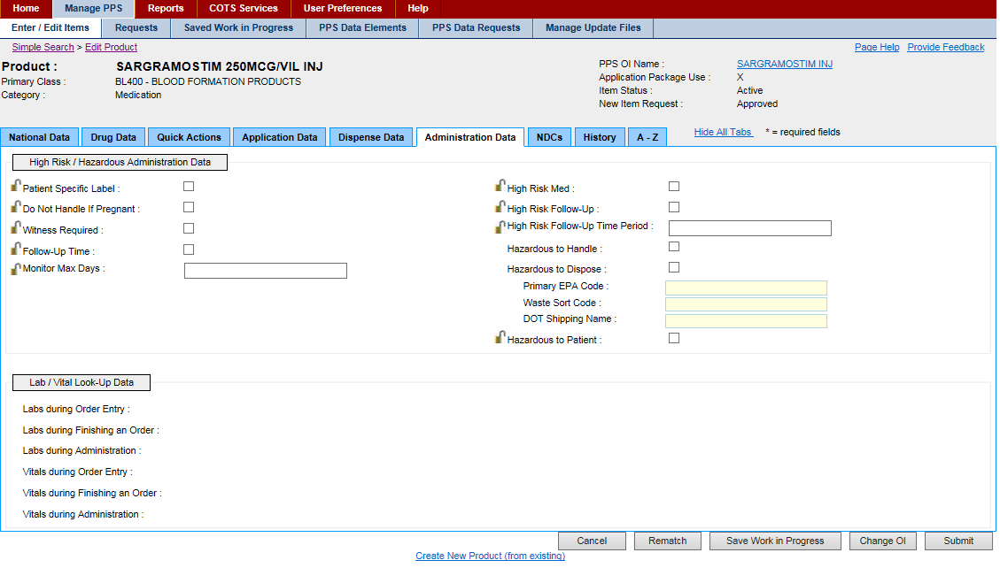 Home Manage PPS Reports COTS Services User Preferences Help
Enter / Edit Items Requests Saved Work in Progress PPS Data Elements PPS Data Requests Manage Update Files
Simple Search > Edit Product Page Help Provide Feedback
Product : SARGRAMOSTIM 250MCG/VIL INJ
Primary Class : BL400 - BLOOD FORMATION PRODUCTS
Category : Medication
PPS OI Name : SARGRAMOSTIM INJ
Application Package Use : X
Item Status : Active
New Item Request : Approved
National Data Drug Data Quick Actions Application Data Dispense Data Administration Data NDCs History A - Z Hide All Tabs * = required fields
High Risk / Hazardous Administration Data
Patient Specific Label :
Do Not Handle If Pregnant :
Witness Required :
Follow-Up Time :
Monitor Max Days :
High Risk Med :
High Risk Follow-Up :
High Risk Follow-Up Time Period :
Hazardous to Handle :
Hazardous to Dispose :
Primary EPA Code :
Waste Sort Code :
DOT Shipping Name :
Hazardous to Patient :
Lab / Vital Look-Up Data
Labs during Order Entry :
Labs during Finishing an Order :
Labs during Administration :
Vitals during Order Entry :
Vitals during Finishing an Order :
Vitals during Administration :
Cancel Rematch Save Work in Progress Change OI Submit
Create New Product (from existing)